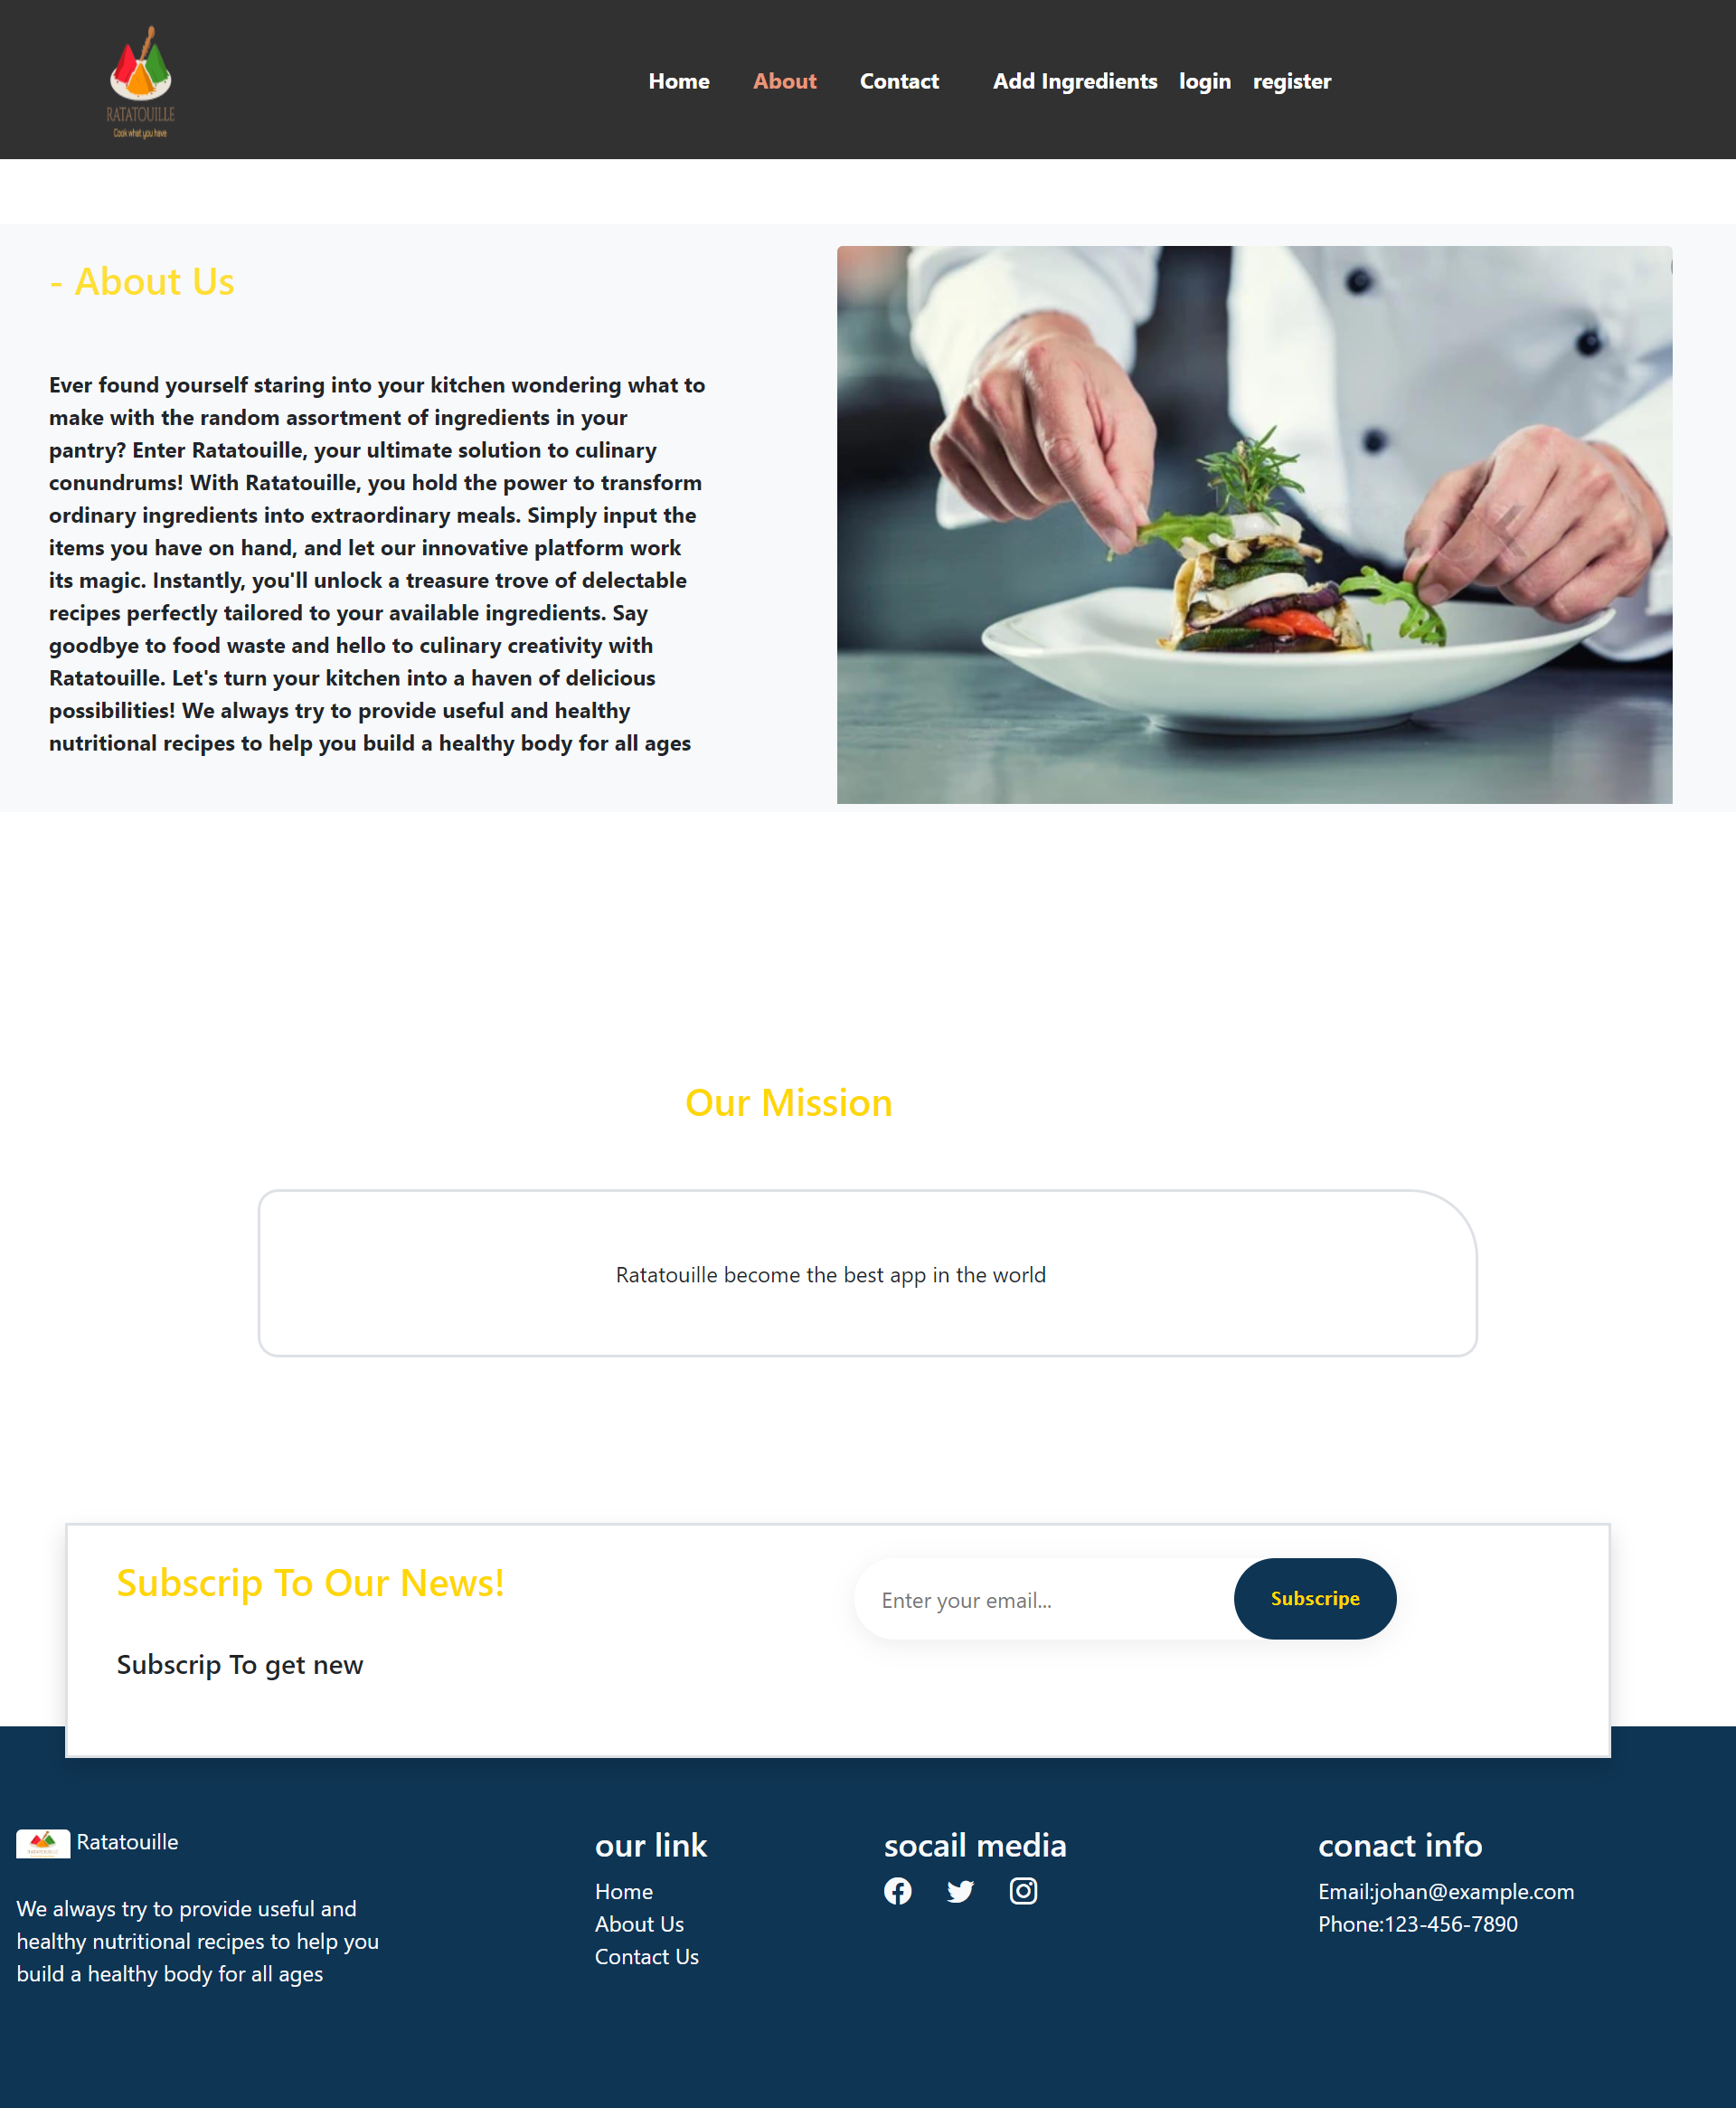 RATATOUILLE
Cook what you have
Home About Contact Add Ingredients login register
- About Us
Ever found yourself staring into your kitchen wondering what to
make with the random assortment of ingredients in your
pantry? Enter Ratatouille, your ultimate solution to culinary
conundrums! With Ratatouille, you hold the power to transform
ordinary ingredients into extraordinary meals. Simply input the
items you have on hand, and let our innovative platform work
its magic. Instantly, you'll unlock a treasure trove of delectable
recipes perfectly tailored to your available ingredients. Say
goodbye to food waste and hello to culinary creativity with
Ratatouille. Let's turn your kitchen into a haven of delicious
possibilities! We always try to provide useful and healthy
nutritional recipes to help you build a healthy body for all ages
Our Mission
Ratatouille become the best app in the world
Subscrip To Our News!
Subscrip To get new
Enter your email...
Subscripe
Ratatouille
We always try to provide useful and
healthy nutritional recipes to help you
build a healthy body for all ages
our link
Home
About Us
Contact Us
socail media
conact info
Email:johan@example.com
Phone:123-456-7890